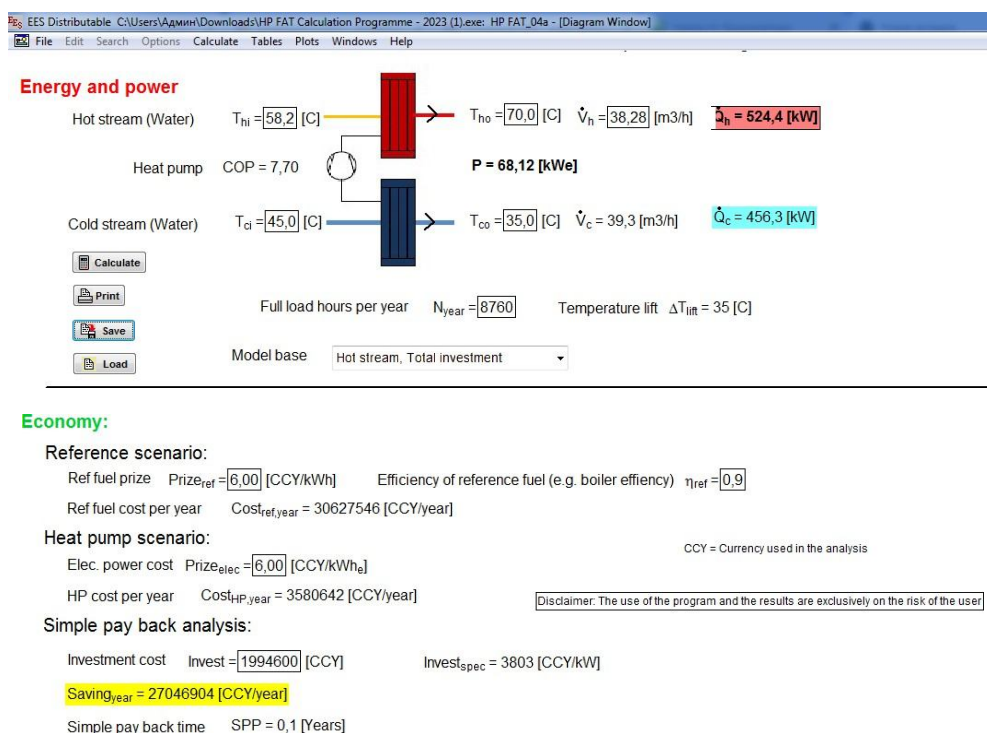 EES Distributable C:\Users\Админ\Downloads\HP FAT Calculation Programme - 2023 (1).exe: HP FAT_04a - [Diagram Window]
File Edit Search Options Calculate Tables Plots Windows Help
Energy and power
Hot stream (Water) Thi = 58,2 [C] Tho = 70,0 [C] V̇h = 38,28 [m3/h] Q̇h = 524,4 [kW]
Heat pump COP = 7,70 P = 68,12 [kWe]
Cold stream (Water) Tci = 45,0 [C] Tco = 35,0 [C] V̇c = 39,3 [m3/h] Q̇c = 456,3 [kW]
Calculate
Print
Full load hours per year Nyear = 8760 Temperature lift ΔTlift = 35 [C]
Save
Model base Hot stream, Total investment
Load
Economy:
Reference scenario:
Ref fuel prize Prizeref = 6,00 [CCY/kWh] Efficiency of reference fuel (e.g. boiler effiency) ηref = 0,9
Ref fuel cost per year Costref,year = 30627546 [CCY/year]
Heat pump scenario:
CCY = Currency used in the analysis
Elec. power cost Prizeelec = 6,00 [CCY/kWhe]
HP cost per year CostHP,year = 3580642 [CCY/year]
Disclaimer: The use of the program and the results are exclusively on the risk of the user
Simple pay back analysis:
Investment cost Invest = 1994600 [CCY] Investspec = 3803 [CCY/kW]
Savingyear = 27046904 [CCY/year]
Simple pay back time SPP = 0,1 [Years]